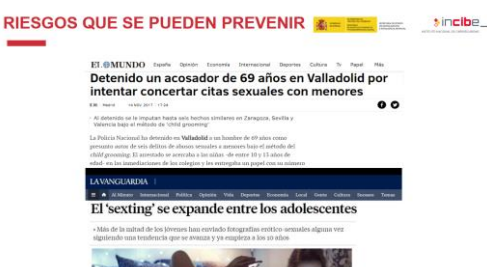 RIESGOS QUE SE PUEDEN PREVENIR
incibe_
EL MUNDO España Opinión Economía Internacional Deportes Cultura Tv Papel Más
Detenido un acosador de 69 años en Valladolid por
intentar concertar citas sexuales con menores
Al detenido se le imputan hasta seis hechos similares en Zaragoza, Sevilla y
Valencia bajo el método de 'child grooming'
La Policía Nacional ha detenido en Valladolid a un hombre de 69 años como
presunto autor de seis delitos de abusos sexuales a menores bajo el método del
child grooming. El arrestado se acercaba a las niñas -de entre 10 y 13 años de
edad- en las inmediaciones de los colegios y les entregaba un papel con su número
LAVANGUARDIA
Al Minuto Internacional Política Opinión Vida Deportes Economía Local Gente Cultura Sucesos Temas
El 'sexting' se expande entre los adolescentes
Más de la mitad de los jóvenes han enviado fotografías erótico-sexuales alguna vez
siguiendo una tendencia que se avanza y ya empieza a los 10 años